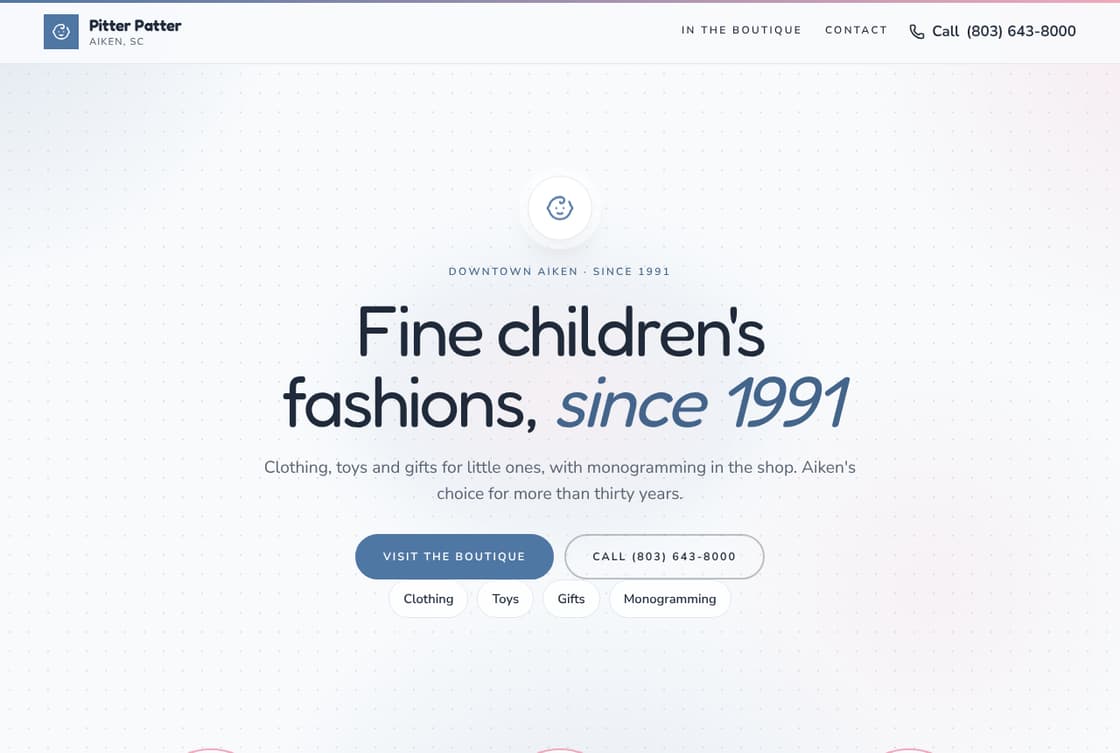 Pitter Patter
AIKEN, SC
IN THE BOUTIQUE
CONTACT
Call (803) 643-8000
DOWNTOWN AIKEN · SINCE 1991
Fine children's
fashions, since 1991
Clothing, toys and gifts for little ones, with monogramming in the shop. Aiken's
choice for more than thirty years.
VISIT THE BOUTIQUE
CALL (803) 643-8000
Clothing
Toys
Gifts
Monogramming